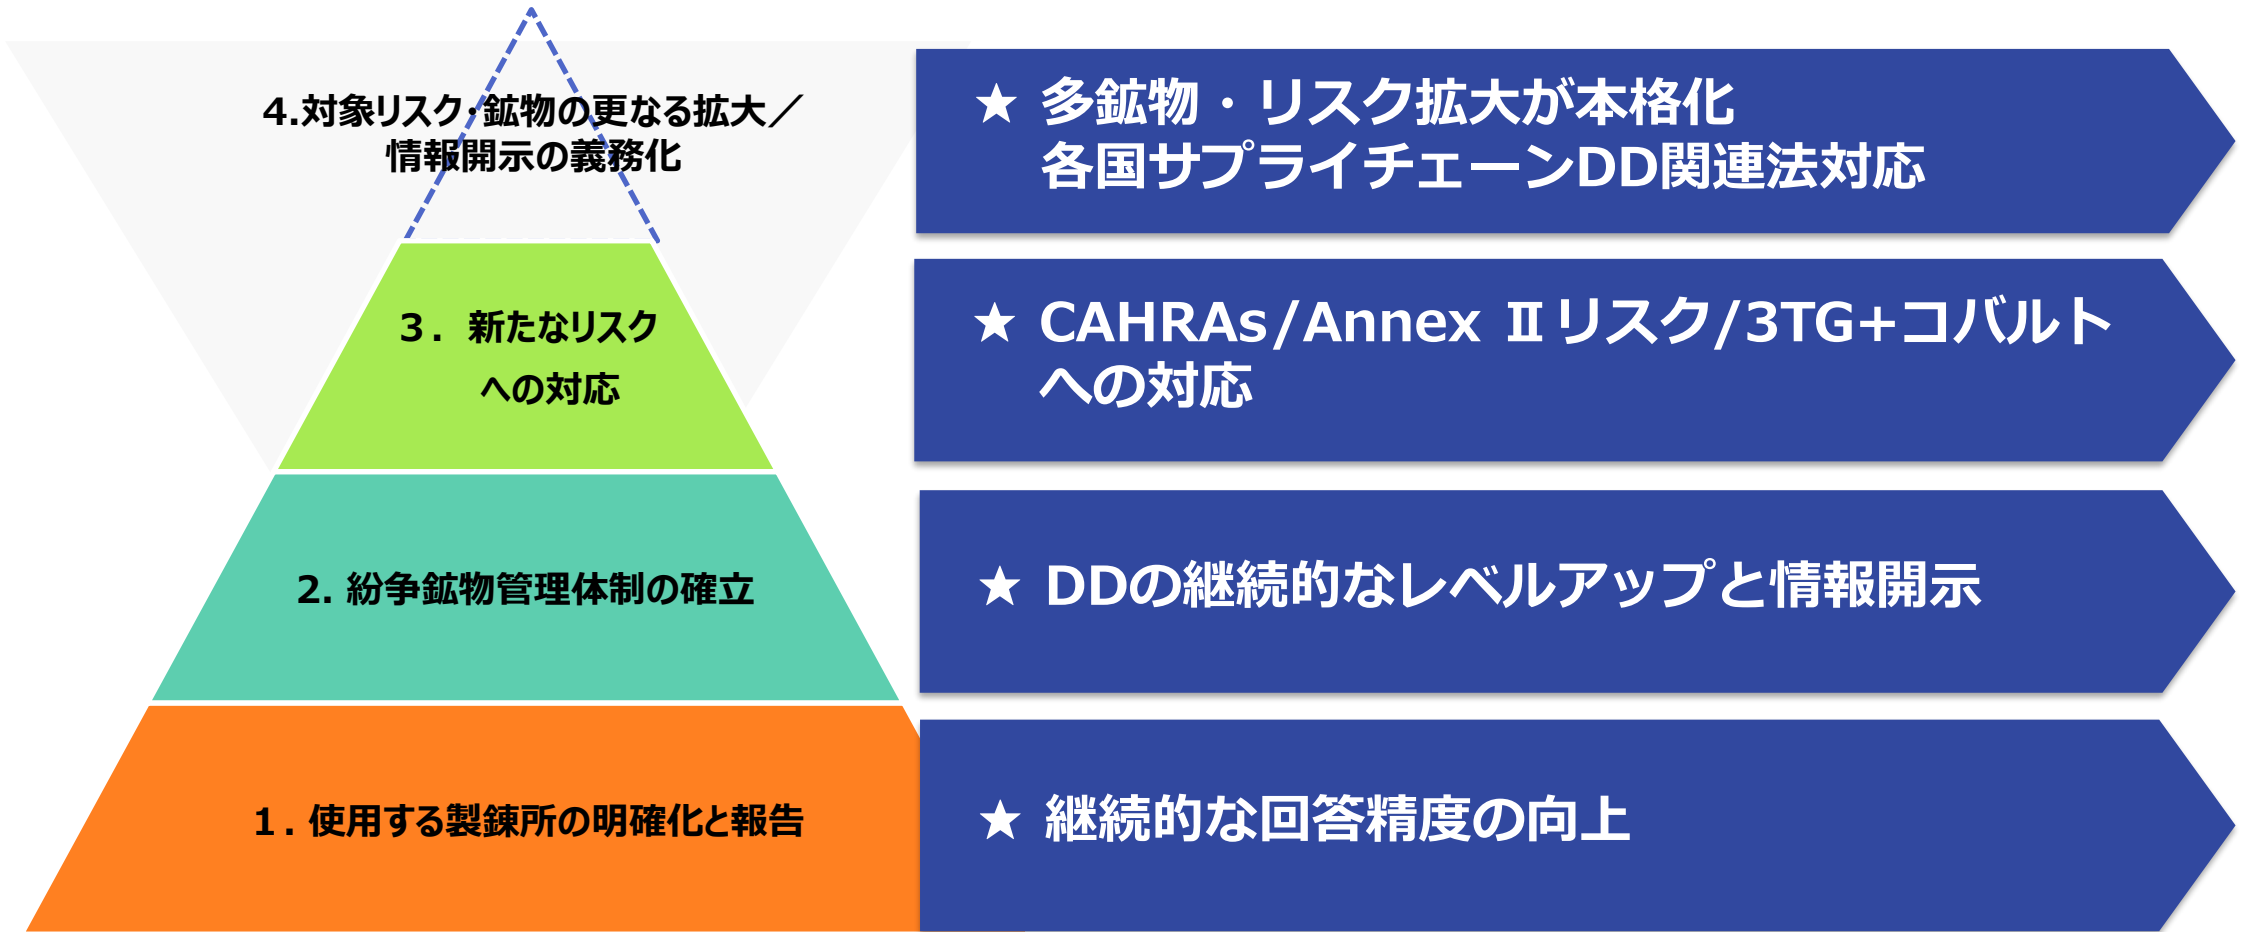 4.対象リスク･鉱物の更なる拡大／
情報開示の義務化
★ 多鉱物・リスク拡大が本格化
各国サプライチェーンDD関連法対応
3．新たなリスク
への対応
★ CAHRAs/Annex Ⅱリスク/3TG+コバルト
への対応
2. 紛争鉱物管理体制の確立
★ DDの継続的なレベルアップと情報開示
1．使用する製錬所の明確化と報告
★ 継続的な回答精度の向上